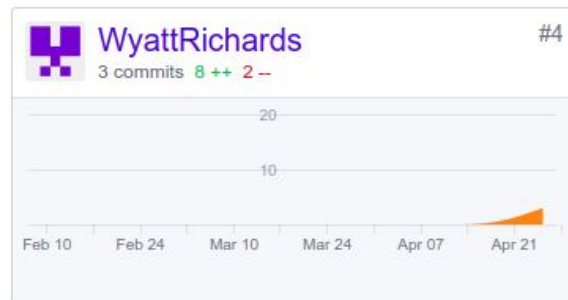 WyattRichards
#4
3 commits 8 ++ 2 --
20
10
Feb 10 Feb 24 Mar 10 Mar 24 Apr 07 Apr 21